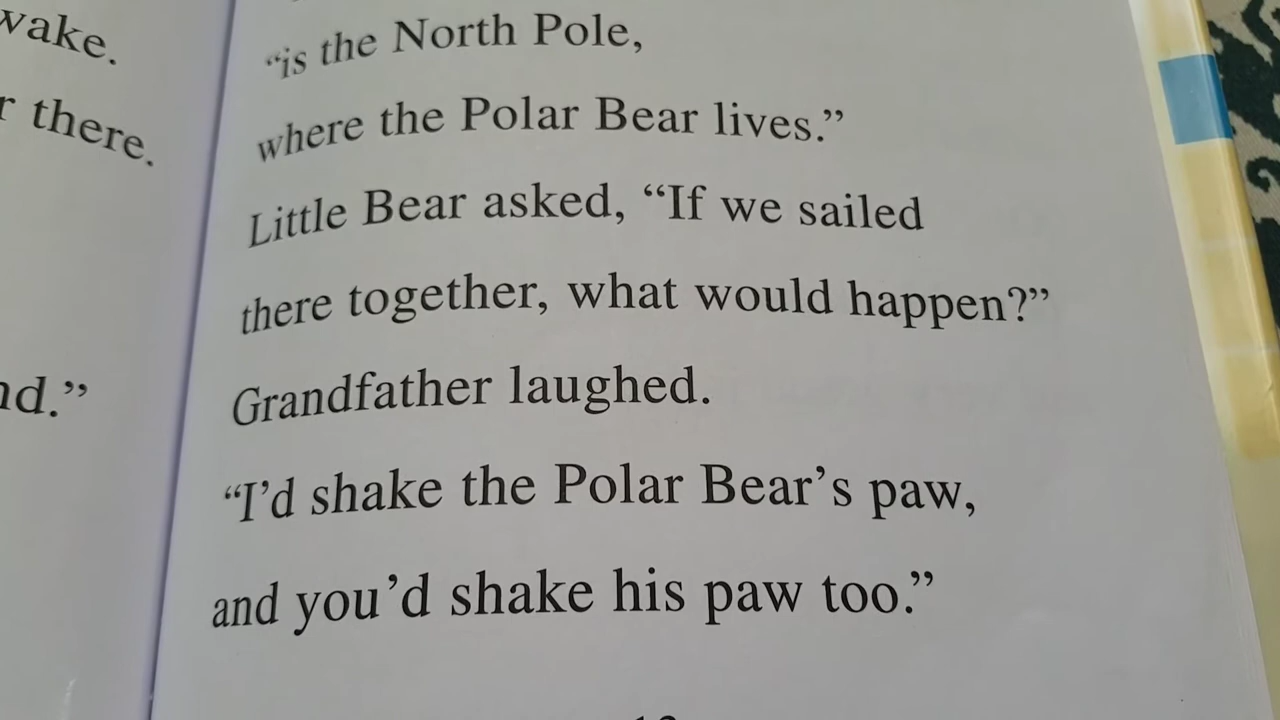 there.
"is the North Pole,
where the Polar Bear lives."
Little Bear asked, "If we sailed
there together, what would happen?"
Grandfather laughed.
"I'd shake the Polar Bear's paw,
and you'd shake his paw too."